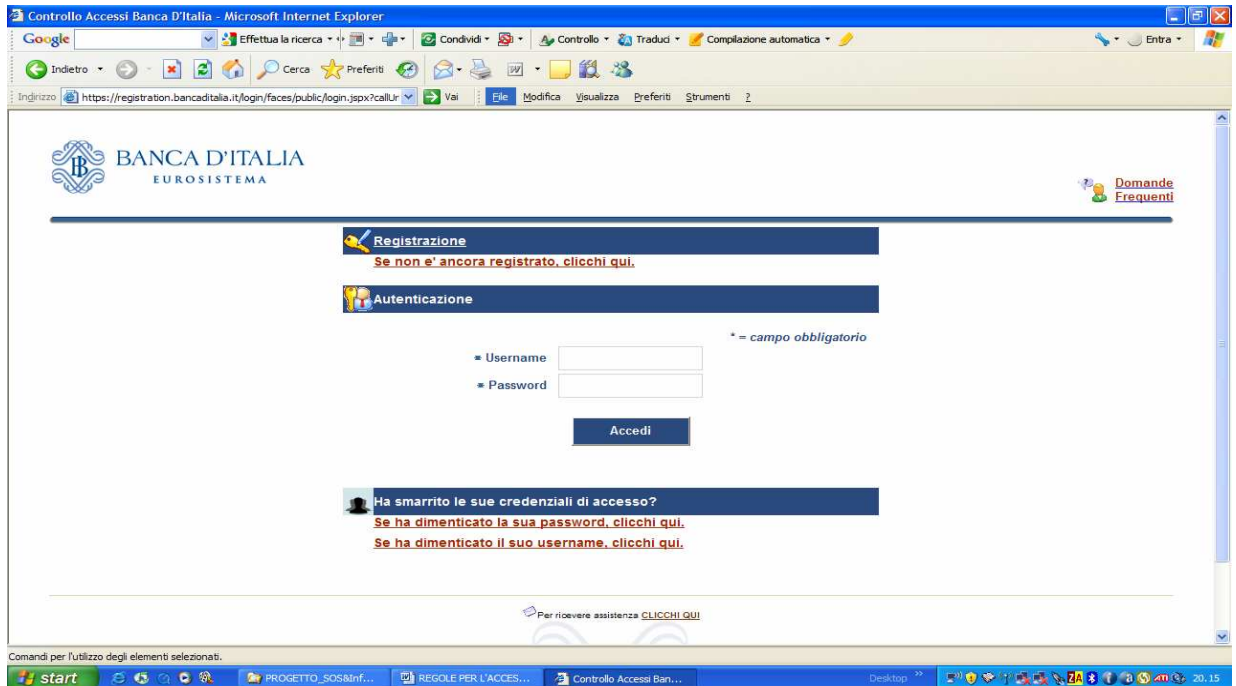 Controllo Accessi Banca D'Italia - Microsoft Internet Explorer
Google Effettua la ricerca Condividi Controllo Traduci Compilazione automatica Entra
Indietro Cerca Preferiti
Indirizzo https://registration.bancaditalia.it/login/faces/public/login.jspx?callUr Vai File Modifica Visualizza Preferiti Strumenti ?
BANCA D'ITALIA
EUROSISTEMA
Domande
Frequenti
Registrazione
Se non e' ancora registrato, clicchi qui.
Autenticazione
* = campo obbligatorio
* Username
* Password
Accedi
Ha smarrito le sue credenziali di accesso?
Se ha dimenticato la sua password, clicchi qui.
Se ha dimenticato il suo username, clicchi qui.
Per ricevere assistenza CLICCHI QUI
Comandi per l'utilizzo degli elementi selezionati.
start PROGETTO_SOS&Inf... REGOLE PER L'ACCES... Controllo Accessi Ban... Desktop » ZA 20.15